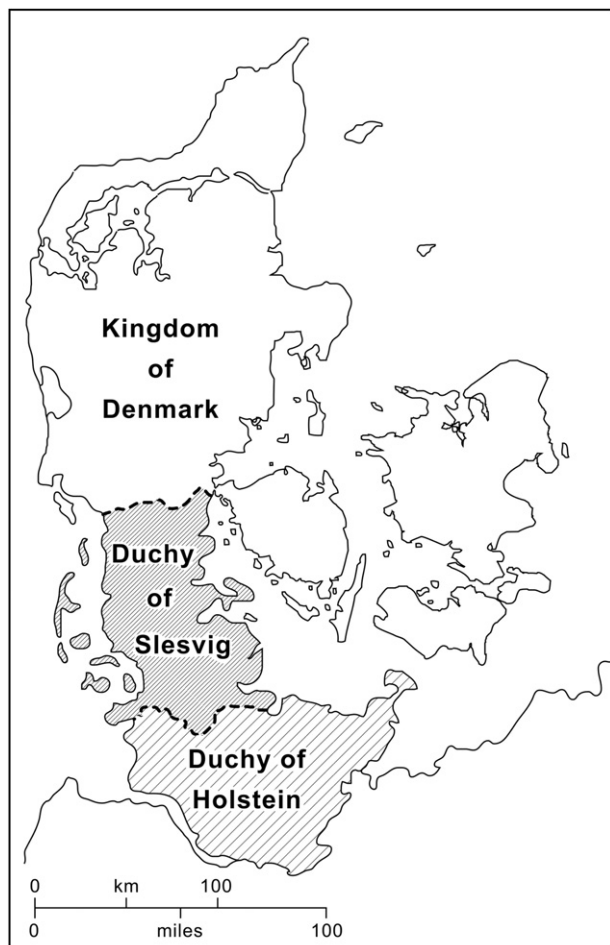 Kingdom
of
Denmark
Duchy
of
Slesvig
Duchy of
Holstein
0 km 100
0 miles 100